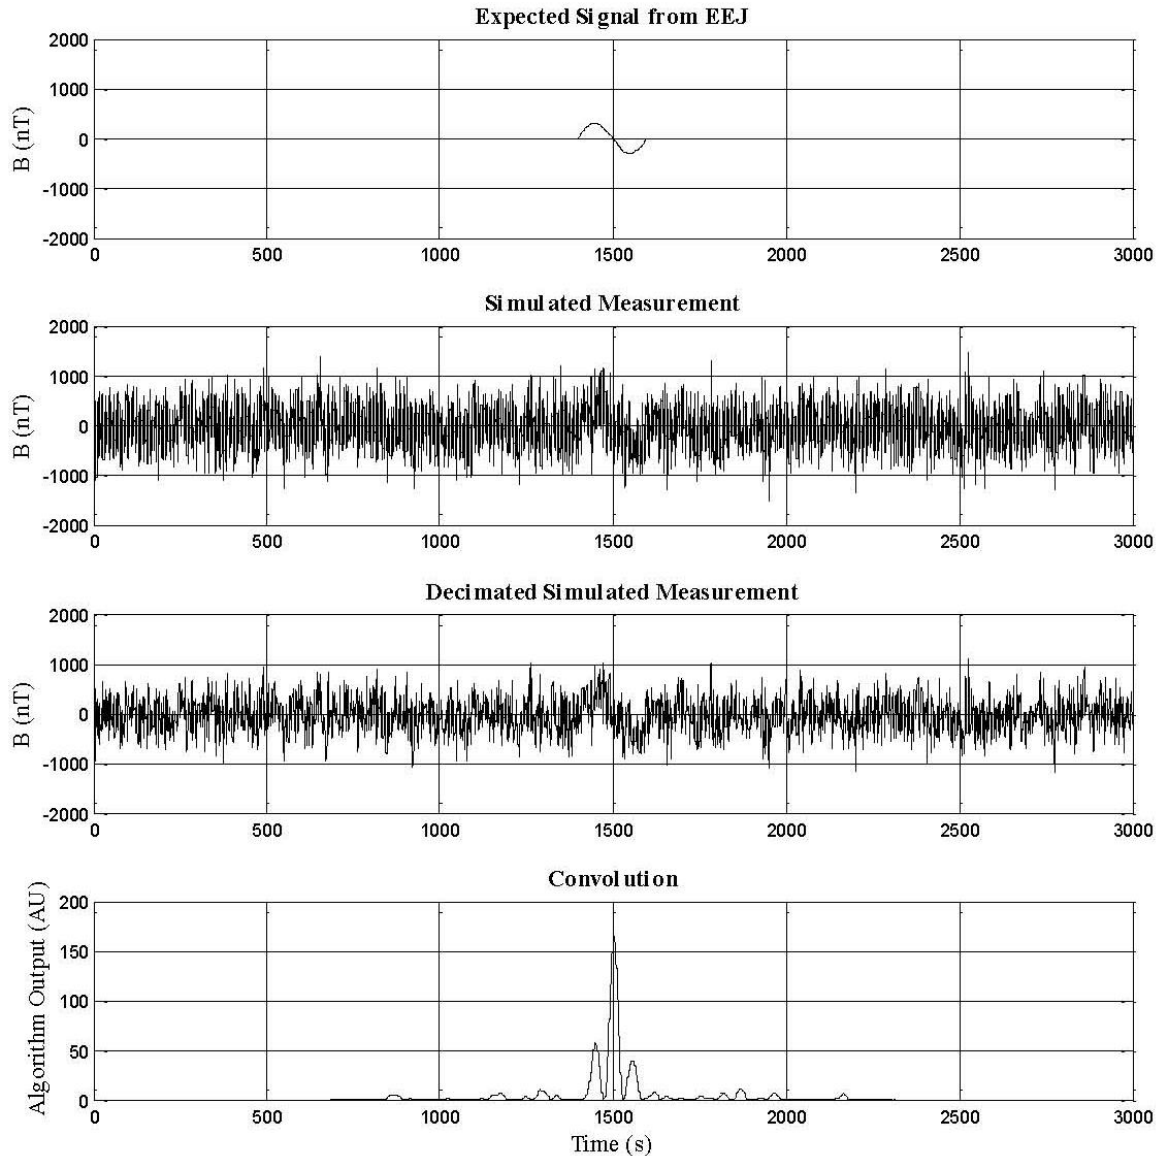 Expected Signal from EEJ
B (nT)
2000
1000
0
-1000
-2000
0 500 1000 1500 2000 2500 3000
Simulated Measurement
B (nT)
2000
1000
0
-1000
-2000
0 500 1000 1500 2000 2500 3000
Decimated Simulated Measurement
B (nT)
2000
1000
0
-1000
-2000
0 500 1000 1500 2000 2500 3000
Convolution
Algorithm Output (AU)
200
150
100
50
0
0 500 1000 1500 2000 2500 3000
Time (s)